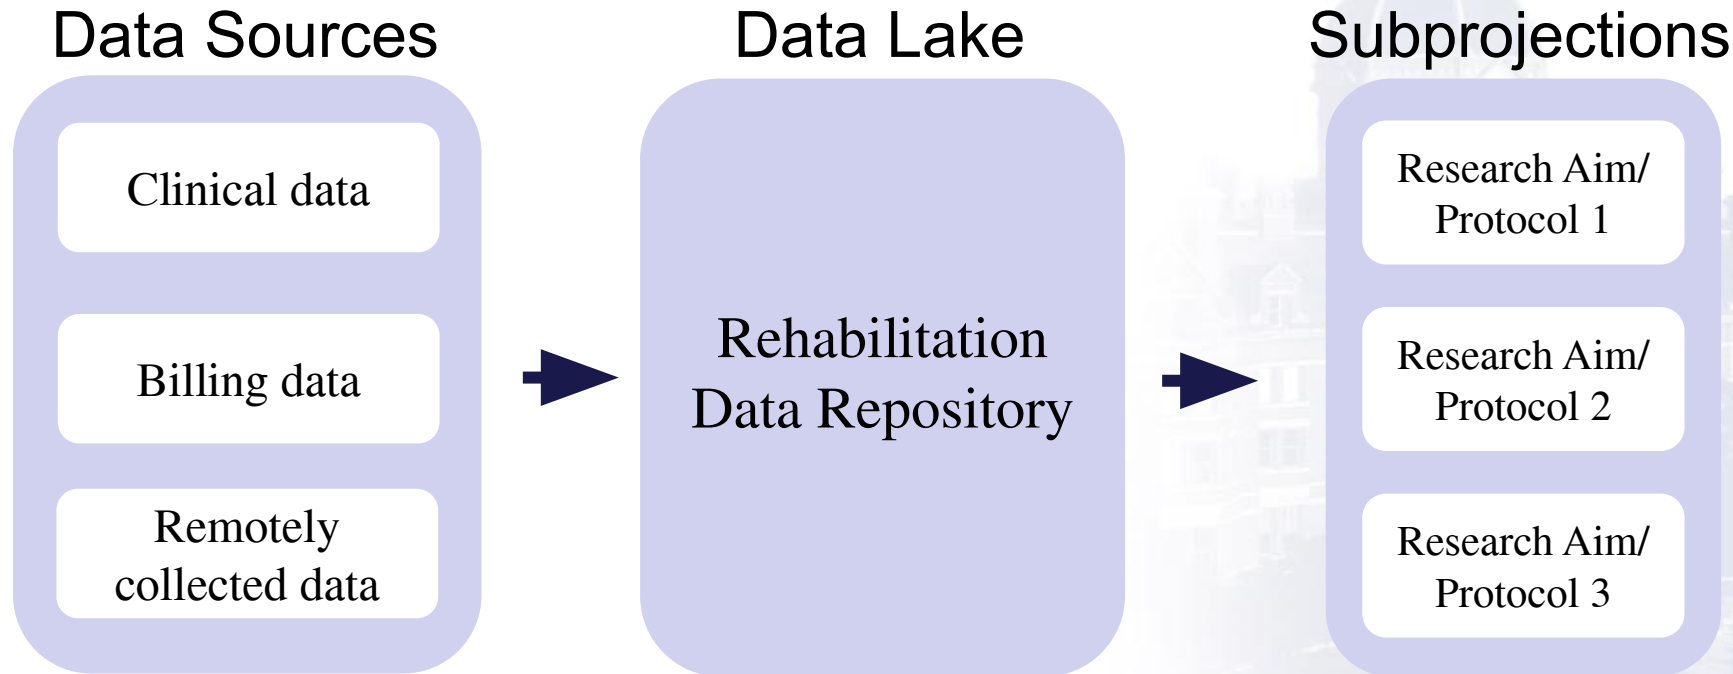 Data Sources
Clinical data
Billing data
Remotely
collected data
Data Lake
Rehabilitation
Data Repository
Subprojections
Research Aim/
Protocol 1
Research Aim/
Protocol 2
Research Aim/
Protocol 3